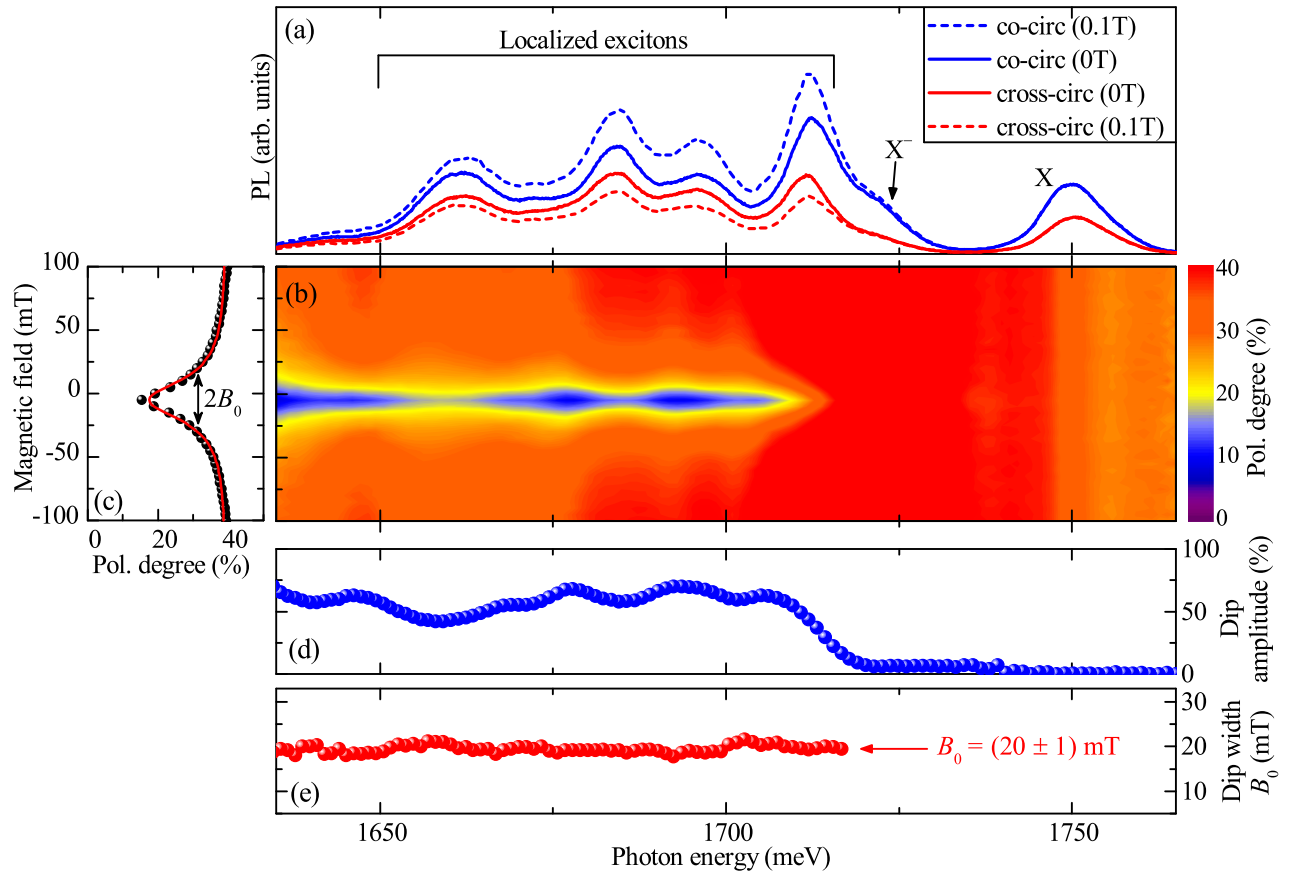 (a)
Localized excitons
co-circ (0.1T)
co-circ (0T)
cross-circ (0T)
cross-circ (0.1T)
X⁻
X
PL (arb. units)
100
50
0
-50
-100
Magnetic field (mT)
2B₀
(c)
0 20 40
Pol. degree (%)
(b)
40
30
20
10
0
Pol. degree (%)
(d)
100
50
0
Dip
amplitude (%)
(e)
B₀ = (20 ± 1) mT
30
20
10
Dip width
B₀ (mT)
1650 1700 1750
Photon energy (meV)